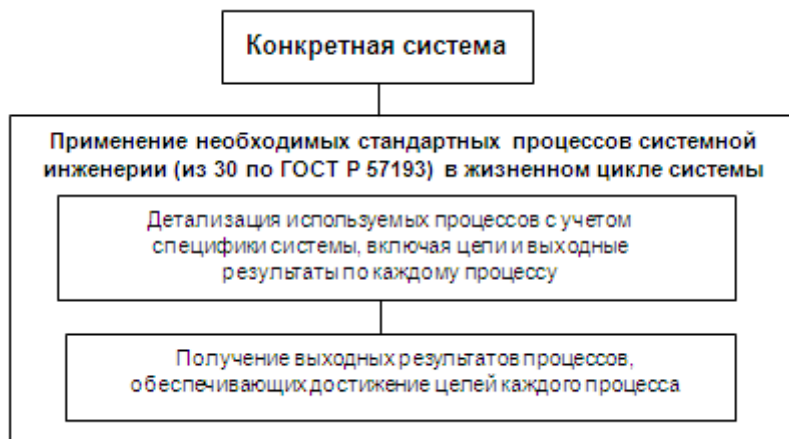 Конкретная система
Применение необходимых стандартных процессов системной
инженерии (из 30 по ГОСТ Р 57193) в жизненном цикле системы
Детализация используемых процессов с учетом
специфики системы, включая цели и выходные
результаты по каждому процессу
Получение выходных результатов процессов,
обеспечивающих достижение целей каждого процесса